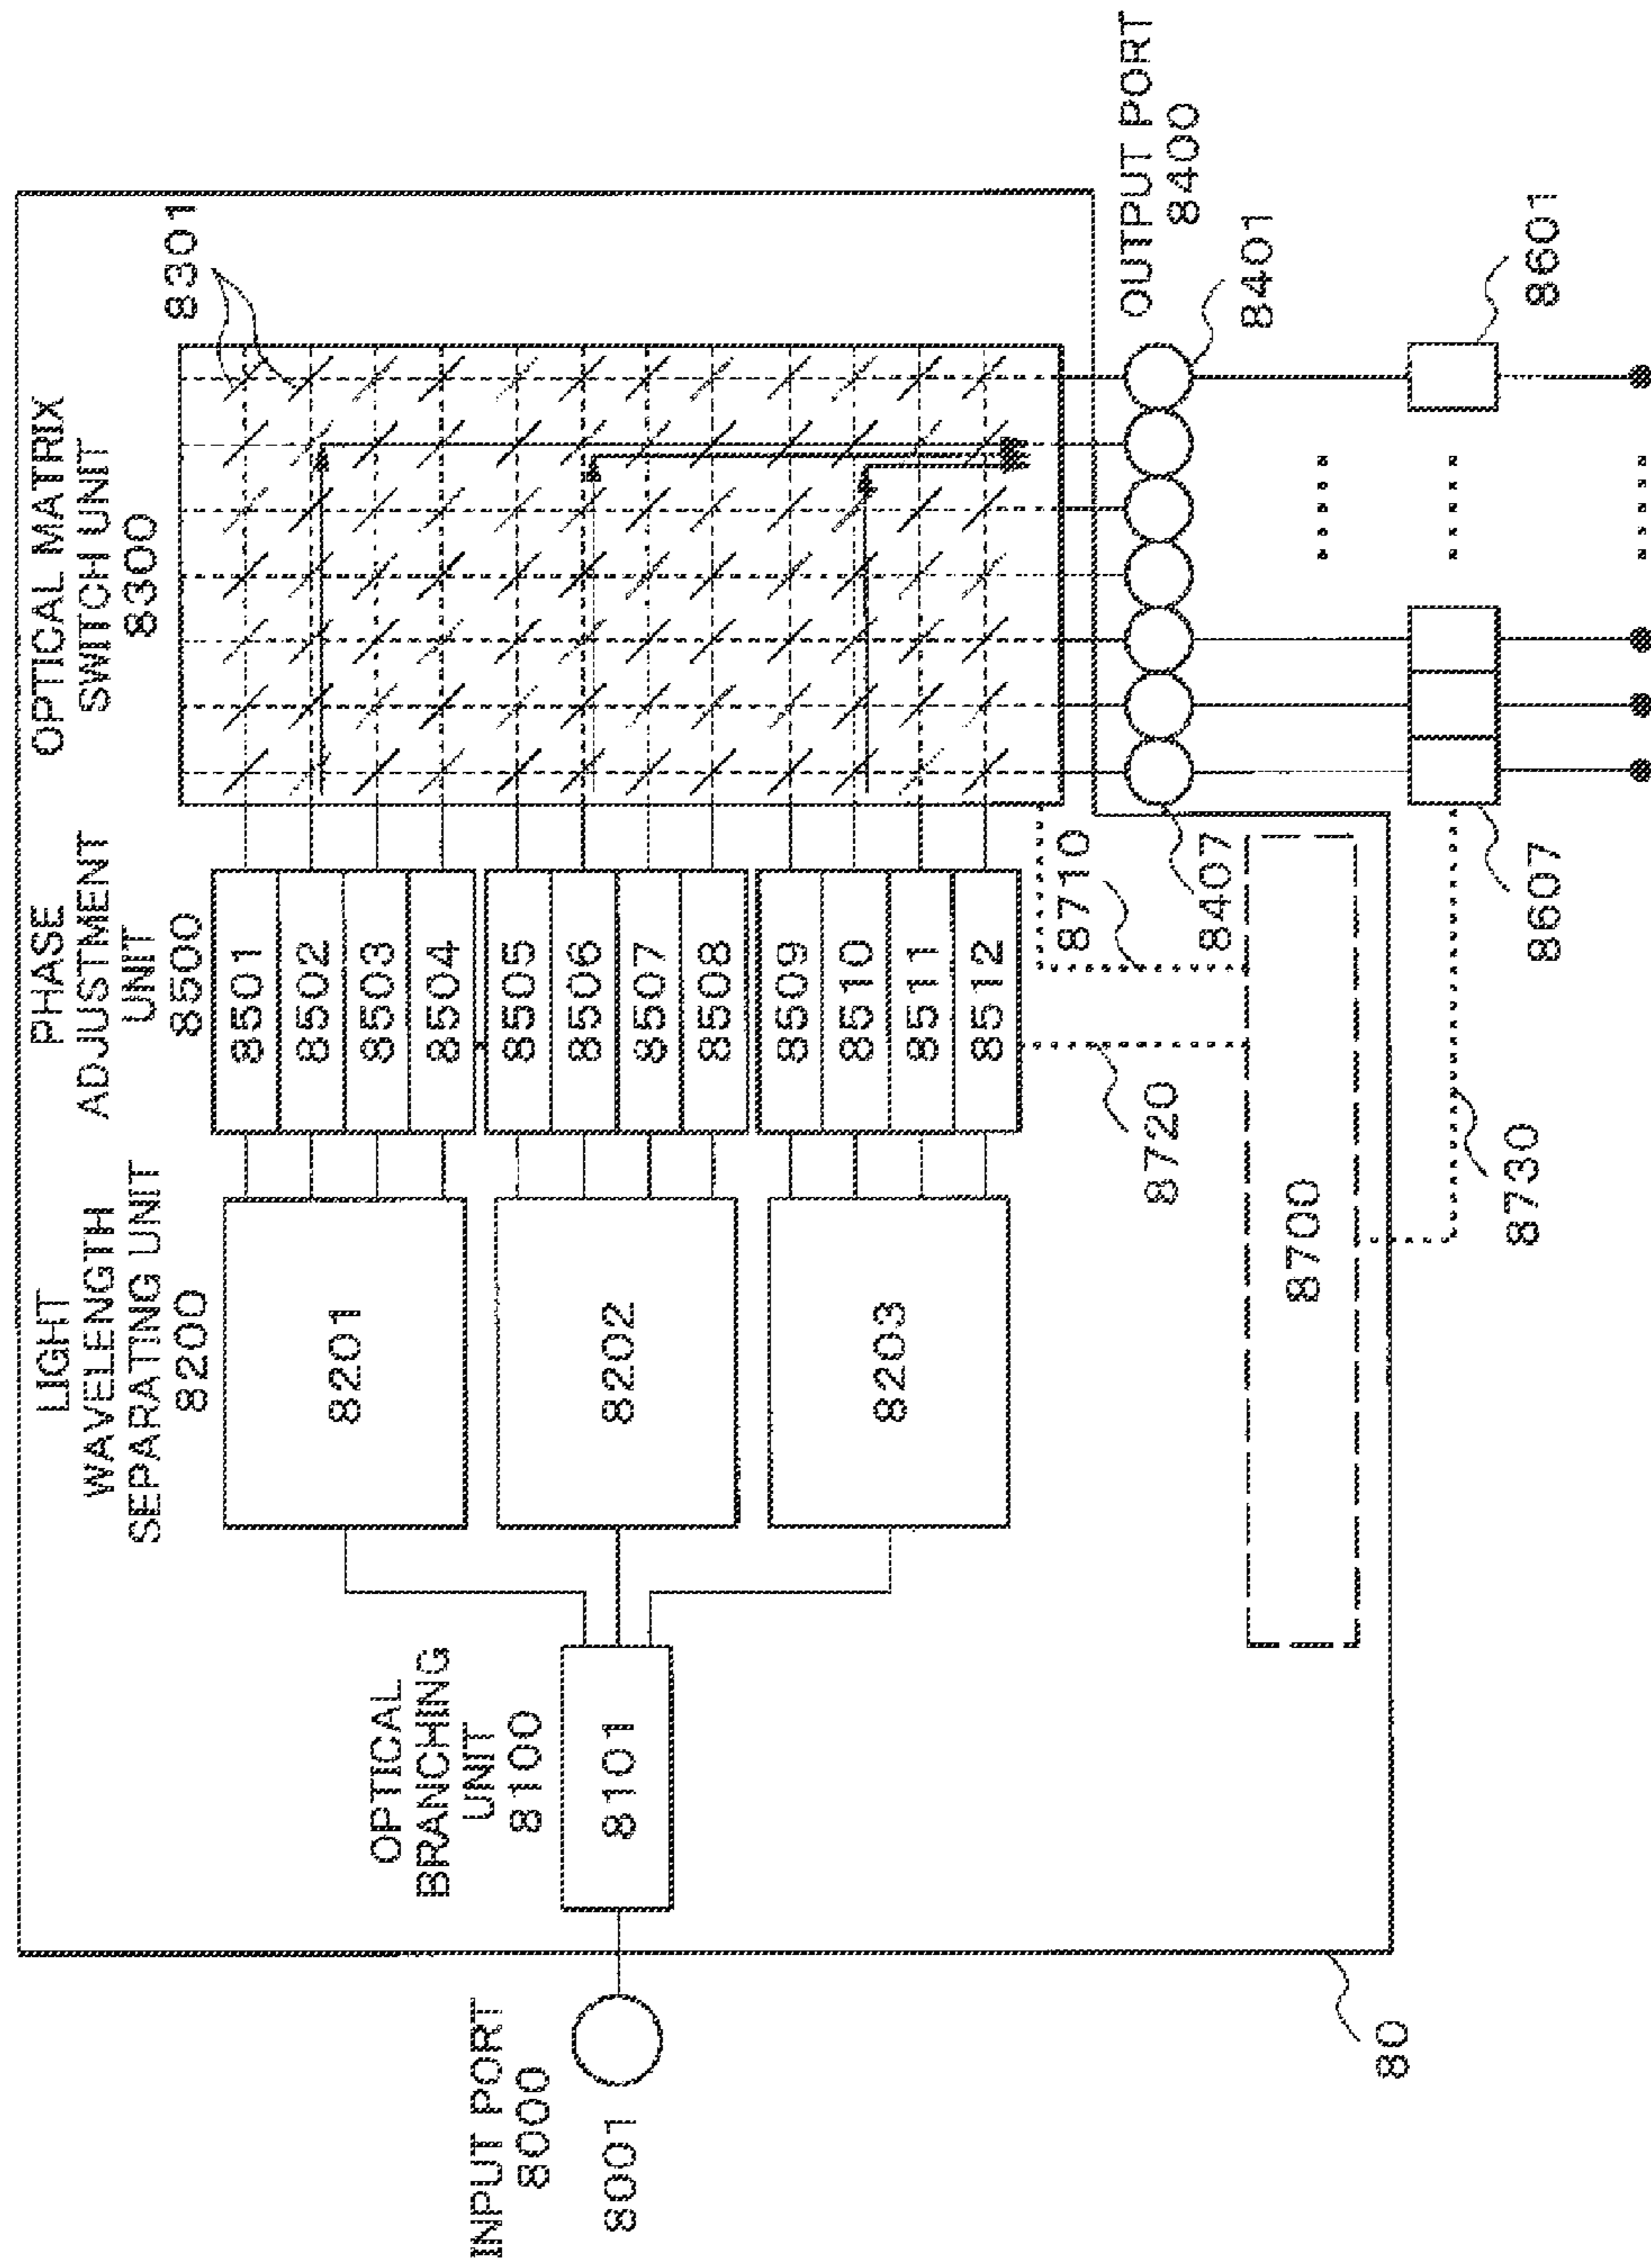 INPUT PORT
8000
8001
OPTICAL
BRANCHING
UNIT
8100
8101
LIGHT
WAVELENGTH
SEPARATING UNIT
8200
8201
8202
8203
PHASE
ADJUSTMENT
UNIT
8500
8501
8502
8503
8504
8505
8506
8507
8508
8509
8510
8511
8512
OPTICAL MATRIX
SWITCH UNIT
8300
8301
OUTPUT PORT
8400
8401
8407
8601
8607
8700
8710
8720
8730
80